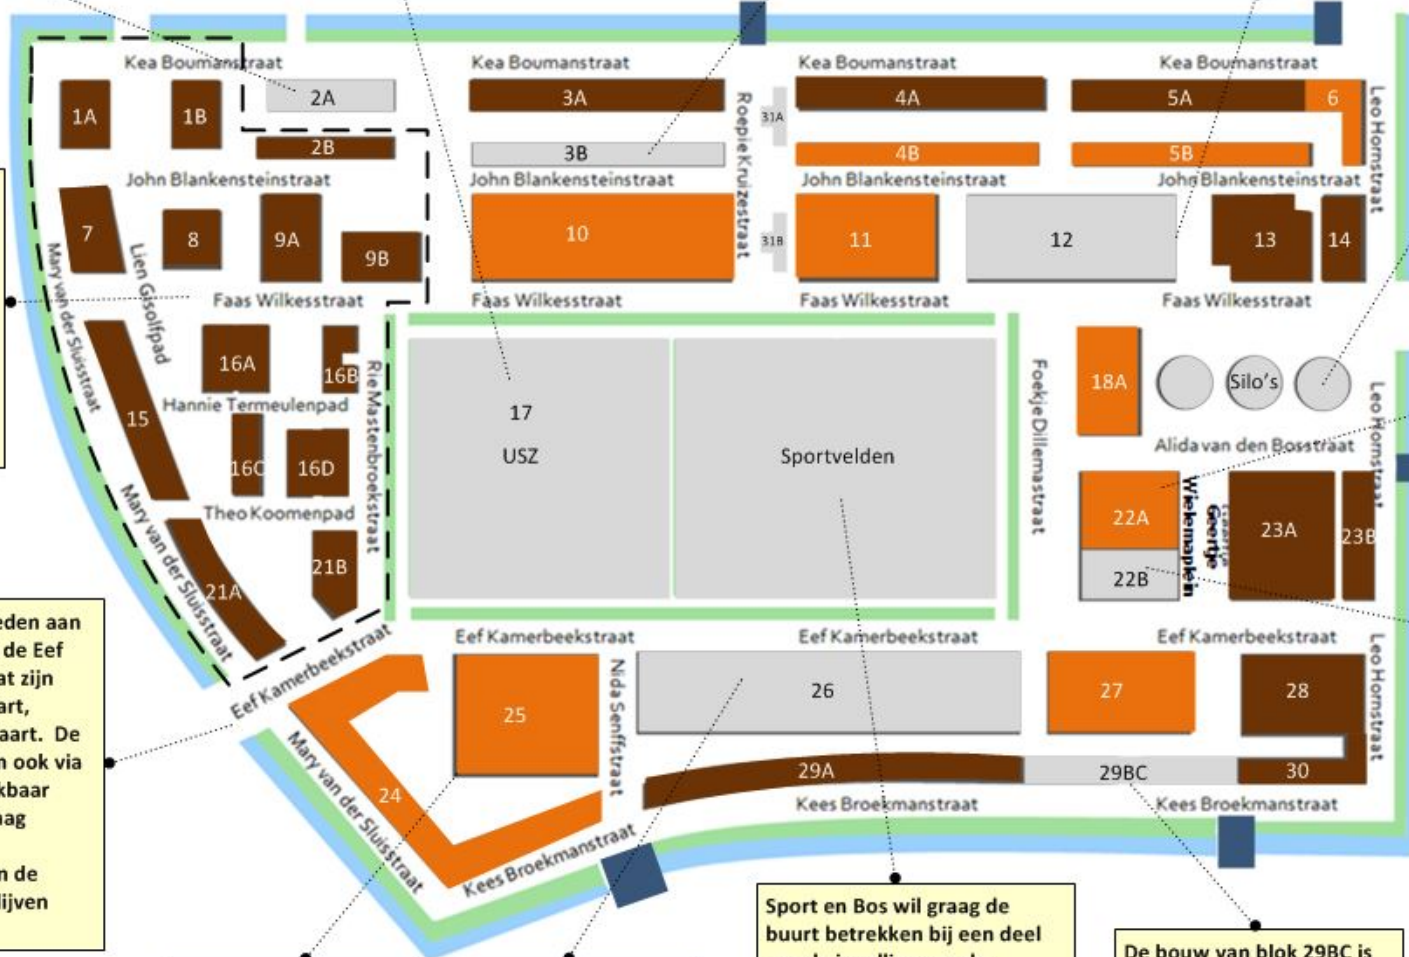 Kea Boumanstraat
Kea Boumanstraat
Kea Boumanstraat
Kea Boumanstraat
1A
1B
2A
2B
3A
3B
4A
4B
5A
5B
6
31A
Roepie Kruizestraat
Leo Hornstraat
John Blankensteinstraat
John Blankensteinstraat
John Blankensteinstraat
John Blankensteinstraat
7
8
9A
9B
10
31B
11
12
13
14
Mary van der Sluisstraat
Lien Gisolfpad
Faas Wilkesstraat
Faas Wilkesstraat
Faas Wilkesstraat
Faas Wilkesstraat
15
16A
16B
Hannie Termeulenpad
16C
16D
Theo Koomenpad
Rie Mastenbroekstraat
17
USZ
Sportvelden
Foekje Dillemastraat
18A
Silo's
Leo Hornstraat
Alida van den Bosstraat
22A
22B
Geertje
Wielemaplein
23A
23B
Mary van der Sluisstraat
21A
21B
Eef Kamerbeekstraat
Eef Kamerbeekstraat
Eef Kamerbeekstraat
Eef Kamerbeekstraat
24
25
Nida Senffstraat
26
27
28
Leo Hornstraat
29A
29BC
30
Mary van der Sluisstraat
Kees Broekmanstraat
Kees Broekmanstraat
Kees Broekmanstraat
eden aan
de Eef
at zijn
art,
aart. De
n ook via
kbaar
aag
n de
lijven
Sport en Bos wil graag de
buurt betrekken bij een deel
De bouw van blok 29BC is